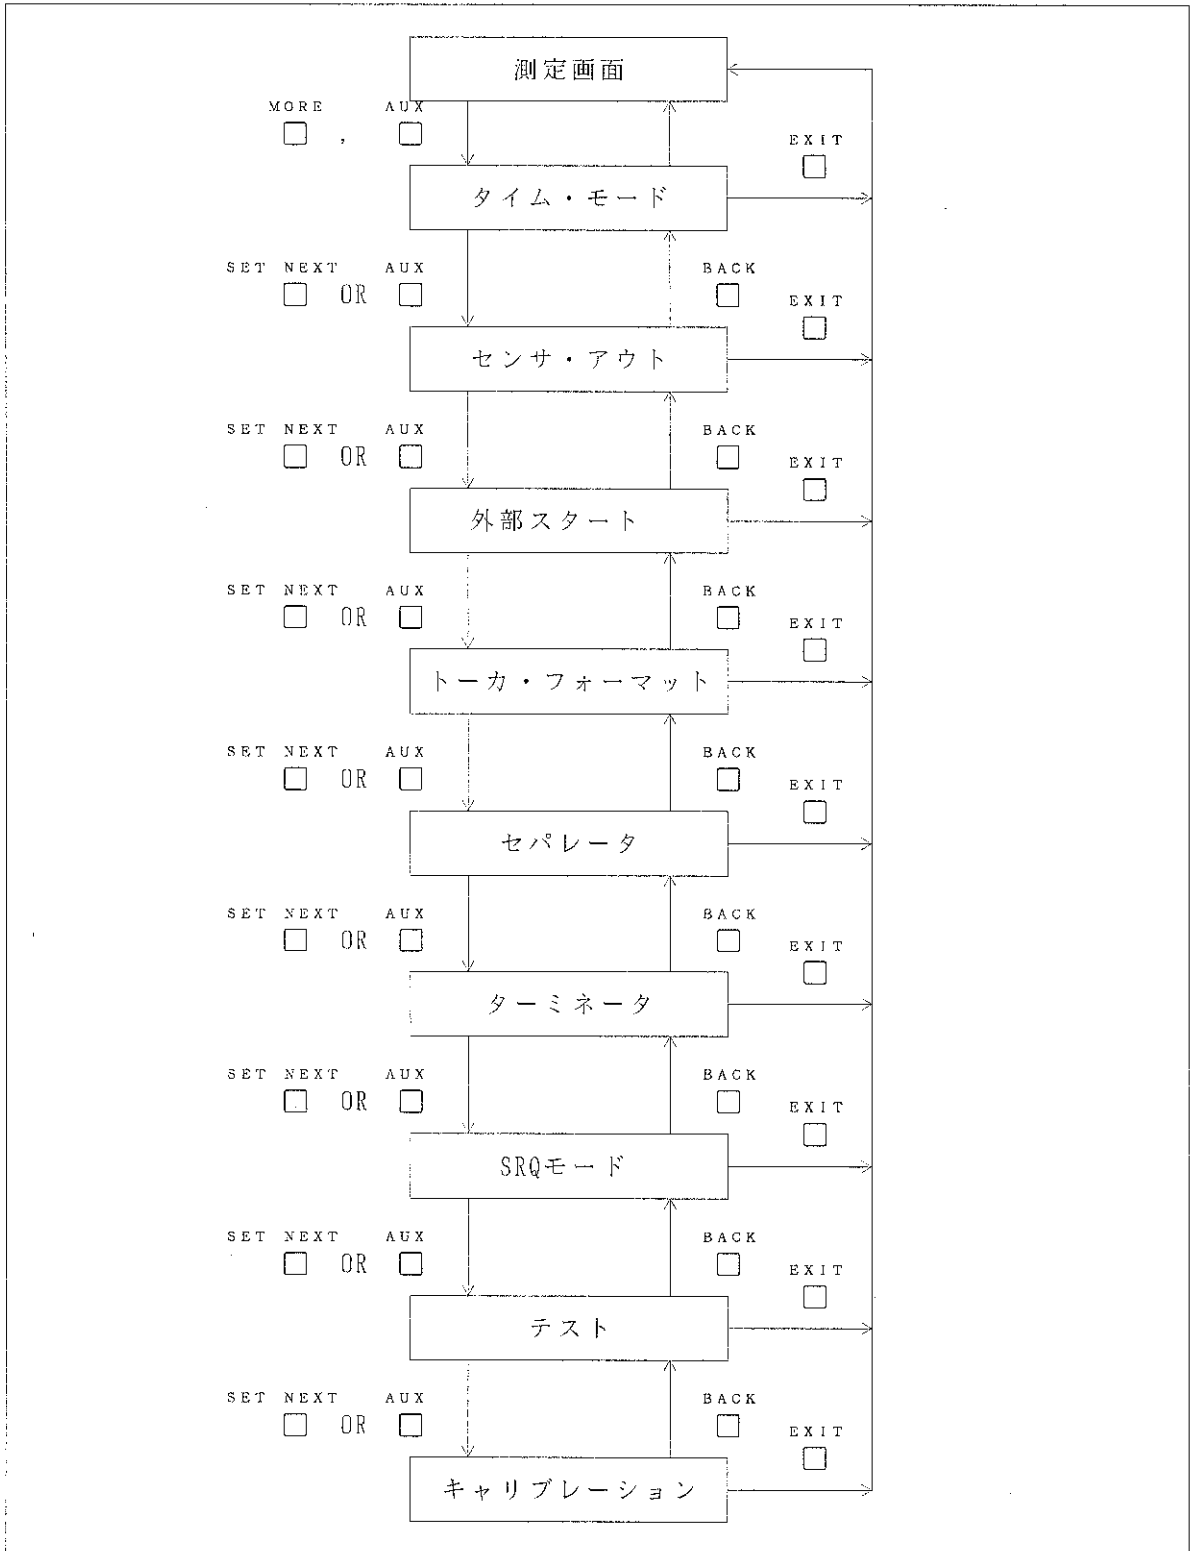 測定画面
MORE AUX
,
EXIT
タイム・モード
SET NEXT AUX BACK
OR
EXIT
センサ・アウト
SET NEXT AUX BACK
OR
EXIT
外部スタート
SET NEXT AUX BACK
OR
EXIT
トーカ・フォーマット
SET NEXT AUX BACK
OR
EXIT
セパレータ
SET NEXT AUX BACK
OR
EXIT
ターミネータ
SET NEXT AUX BACK
OR
EXIT
SRQモード
SET NEXT AUX BACK
OR
EXIT
テスト
SET NEXT AUX BACK
OR
EXIT
キャリブレーション